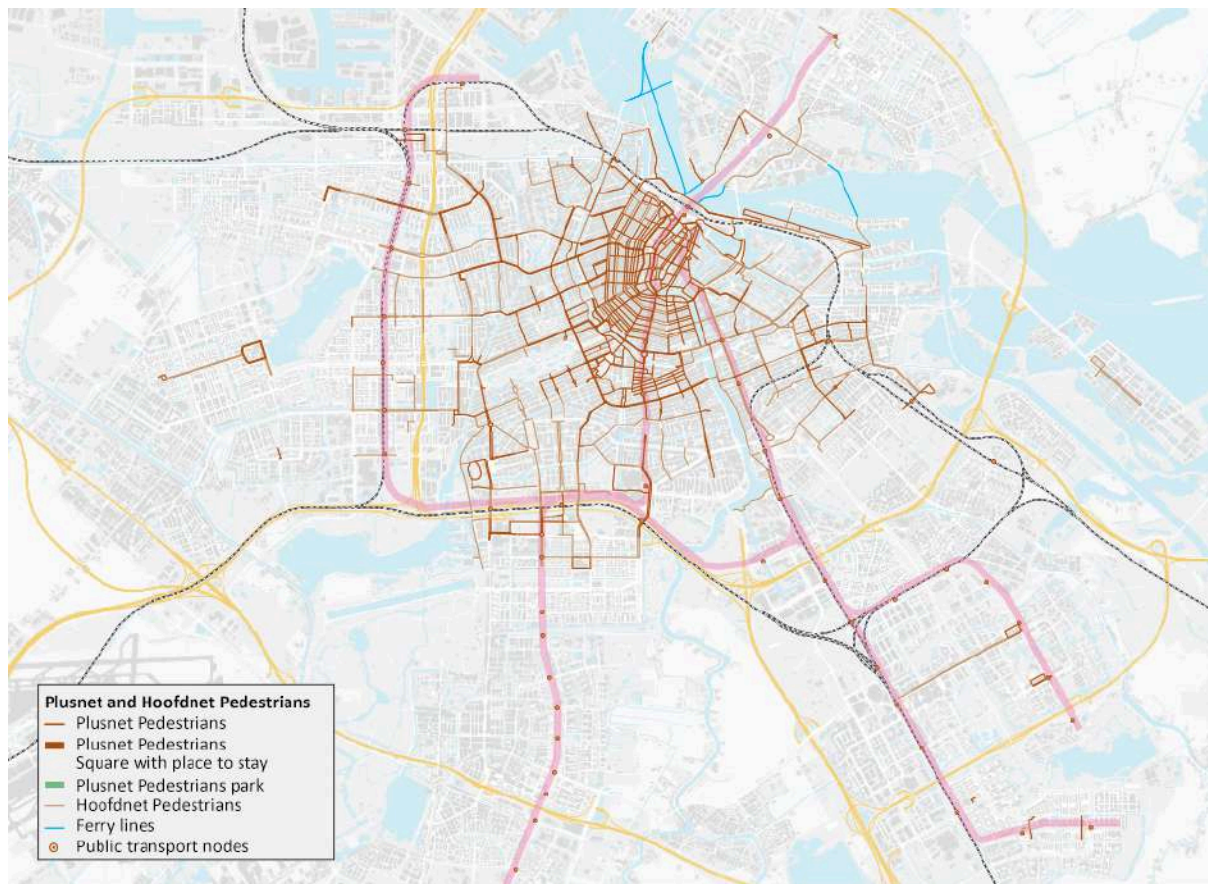 Plusnet and Hoofdnet Pedestrians
Plusnet Pedestrians
Plusnet Pedestrians
Square with place to stay
Plusnet Pedestrians park
Hoofdnet Pedestrians
Ferry lines
Public transport nodes